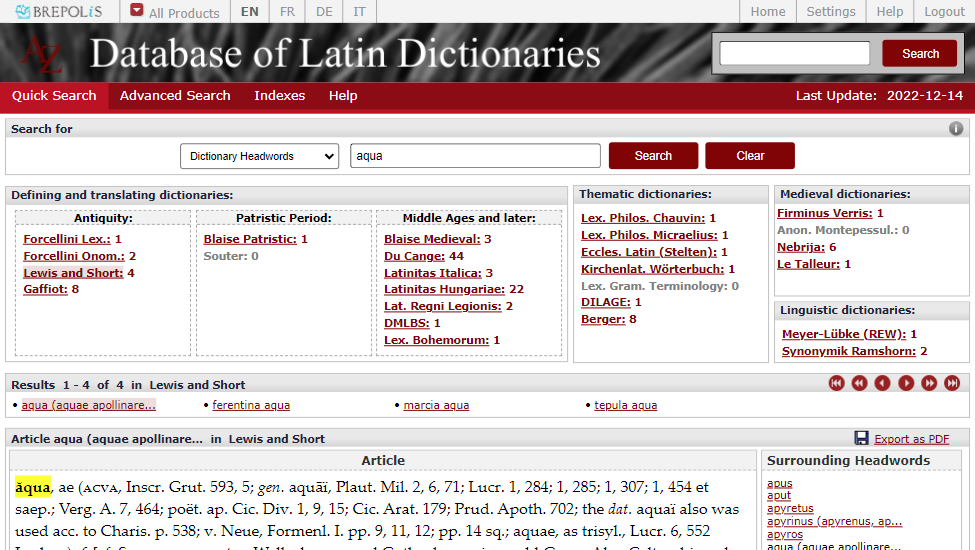 BREPOLiS All Products EN FR DE IT Home Settings Help Logout
AZ Database of Latin Dictionaries Search
Quick Search Advanced Search Indexes Help Last Update: 2022-12-14
Search for i
Dictionary Headwords aqua Search Clear
Defining and translating dictionaries:
Antiquity:
Forcellini Lex.: 1
Forcellini Onom.: 2
Lewis and Short: 4
Gaffiot: 8
Patristic Period:
Blaise Patristic: 1
Souter: 0
Middle Ages and later:
Blaise Medieval: 3
Du Cange: 44
Latinitas Italica: 3
Latinitas Hungariae: 22
Lat. Regni Legionis: 2
DMLBS: 1
Lex. Bohemorum: 1
Thematic dictionaries:
Lex. Philos. Chauvin: 1
Lex. Philos. Micraelius: 1
Eccles. Latin (Stelten): 1
Kirchenlat. Wörterbuch: 1
Lex. Gram. Terminology: 0
DILAGE: 1
Berger: 8
Medieval dictionaries:
Firminus Verris: 1
Anon. Montepessul.: 0
Nebrija: 6
Le Talleur: 1
Linguistic dictionaries:
Meyer-Lübke (REW): 1
Synonymik Ramshorn: 2
Results 1 - 4 of 4 in Lewis and Short
• aqua (aquae apollinare... • ferentina aqua • marcia aqua • tepula aqua
Article aqua (aquae apollinare... in Lewis and Short Export as PDF
Article
ăqua, ae (ACVA, Inscr. Grut. 593, 5; gen. aquāī, Plaut. Mil. 2, 6, 71; Lucr. 1, 284; 1, 285; 1, 307; 1, 454 et
saep.; Verg. A. 7, 464; poët. ap. Cic. Div. 1, 9, 15; Cic. Arat. 179; Prud. Apoth. 702; the dat. aquaī also was
used acc. to Charis. p. 538; v. Neue, Formenl. I. pp. 9, 11, 12; pp. 14 sq.; aquae, as trisyl., Lucr. 6, 552
Surrounding Headwords
apus
aput
apyretus
apyrinus (apyrenus, ap...
apyros
aqua (aquae apollinare...